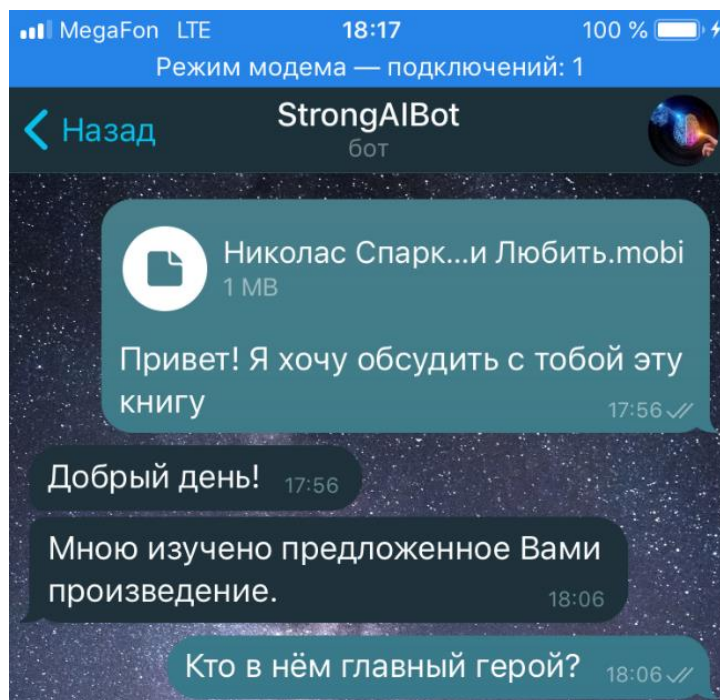 MegaFon LTE 18:17 100 %
Режим модема — подключений: 1
Назад StrongAIBot
бот
Николас Спарк...и Любить.mobi
1 MB
Привет! Я хочу обсудить с тобой эту
книгу 17:56
Добрый день! 17:56
Мною изучено предложенное Вами
произведение. 18:06
Кто в нём главный герой? 18:06